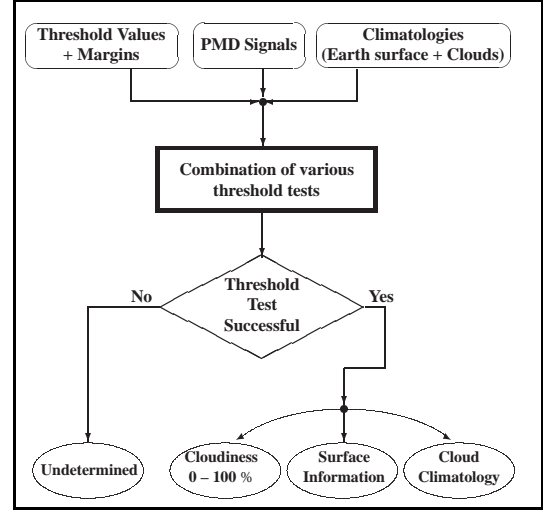 Threshold Values
+ Margins
PMD Signals
Climatologies
(Earth surface + Clouds)
Combination of various
threshold tests
Threshold
Test
Successful
No
Yes
Undetermined
Cloudiness
0 – 100 %
Surface
Information
Cloud
Climatology